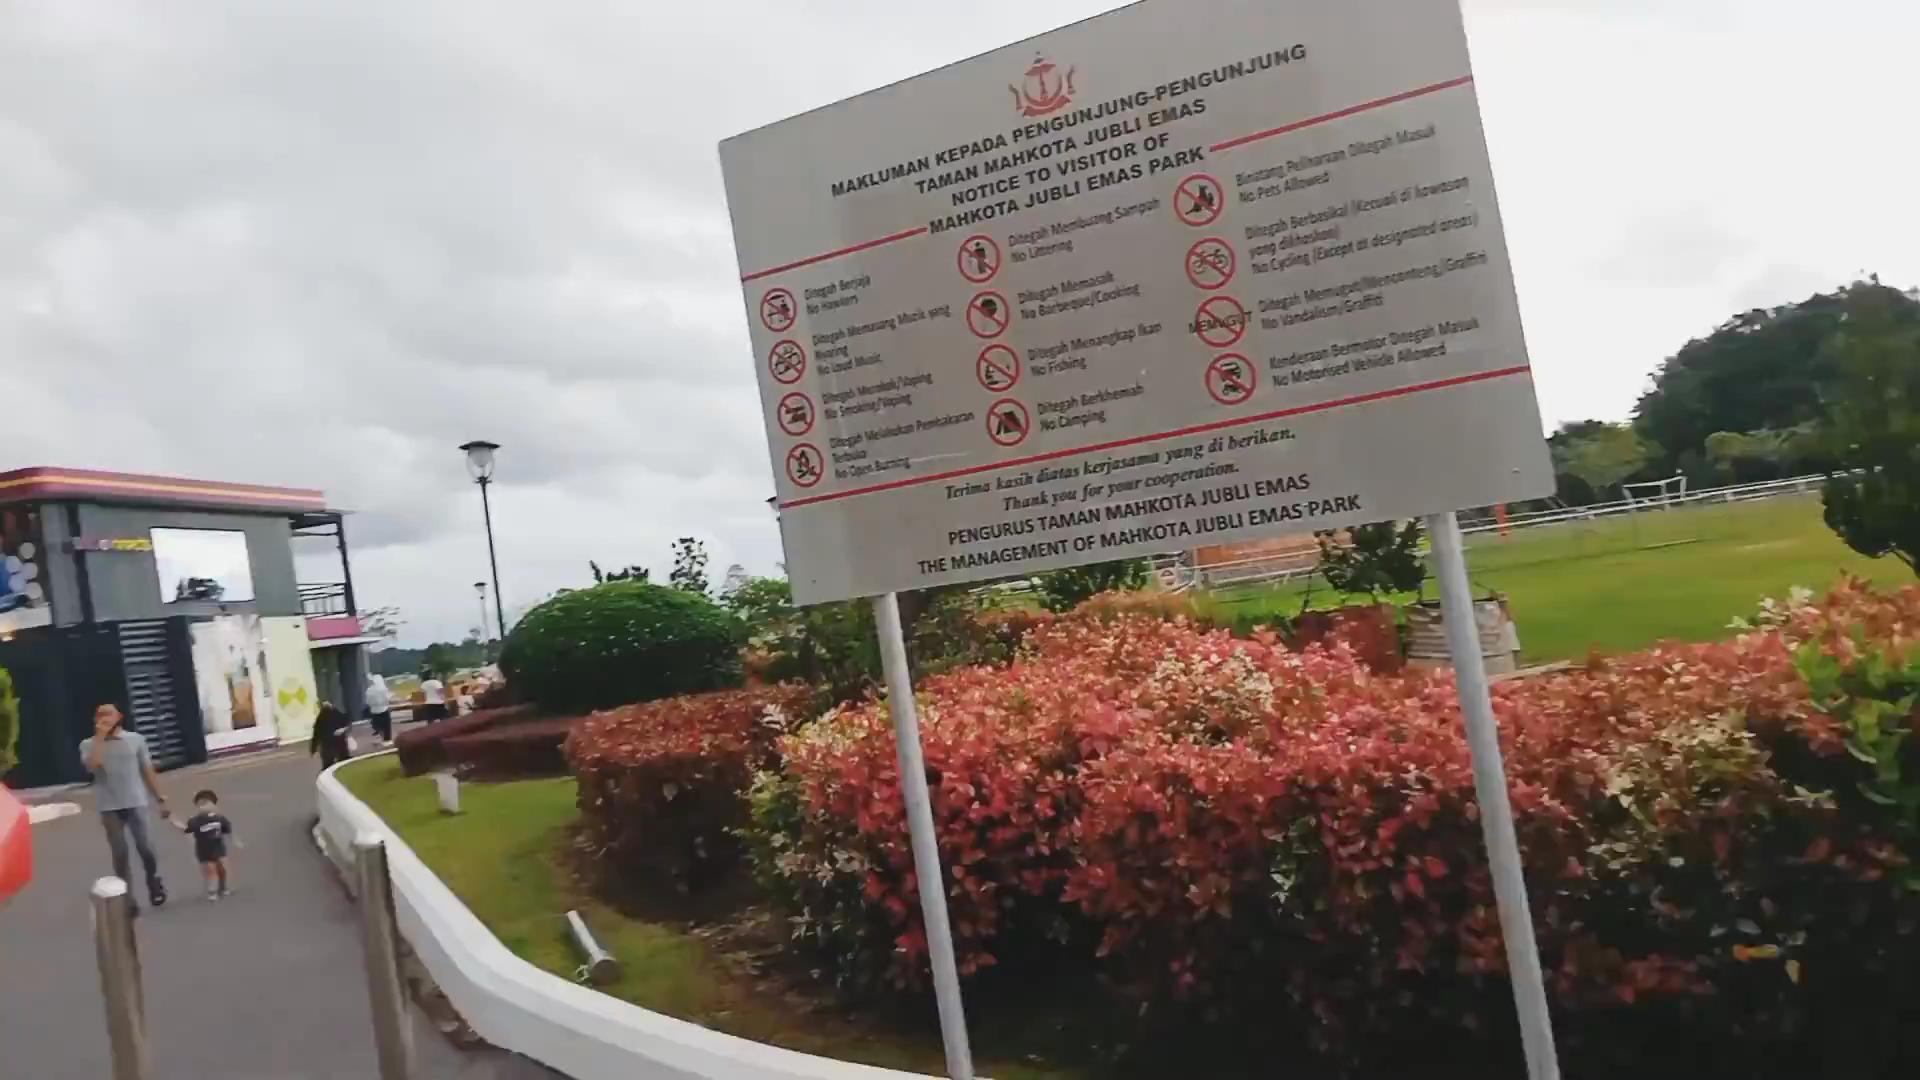 MAKLUMAN KEPADA PENGUNJUNG-PENGUNJUNG
TAMAN MAHKOTA JUBLI EMAS
NOTICE TO VISITOR OF
MAHKOTA JUBLI EMAS PARK
Ditegah Berjaja
No Hawkers
Ditegah Memasang Muzik yang
Nyaring
No Loud Music
Ditegah Merokok/Vaping
No Smoking/Vaping
Ditegah Melakukan Pembakaran
Terbuka
No Open Burning
Ditegah Membuang Sampah
No Littering
Ditegah Memasak
No Barbeque/Cooking
Ditegah Menangkap Ikan
No Fishing
Ditegah Berkhemah
No Camping
Binatang Peliharaan Ditegah Masuk
No Pets Allowed
Ditegah Berbasikal (Kecuali di kawasan
yang dikhaskan)
No Cycling (Except at designated areas)
MEMUGUT
Ditegah Memugut/Menconteng/Graffiti
No Vandalism/Graffiti
Kenderaan Bermotor Ditegah Masuk
No Motorised Vehicle Allowed
Terima kasih diatas kerjasama yang di berikan.
Thank you for your cooperation.
PENGURUS TAMAN MAHKOTA JUBLI EMAS
THE MANAGEMENT OF MAHKOTA JUBLI EMAS PARK